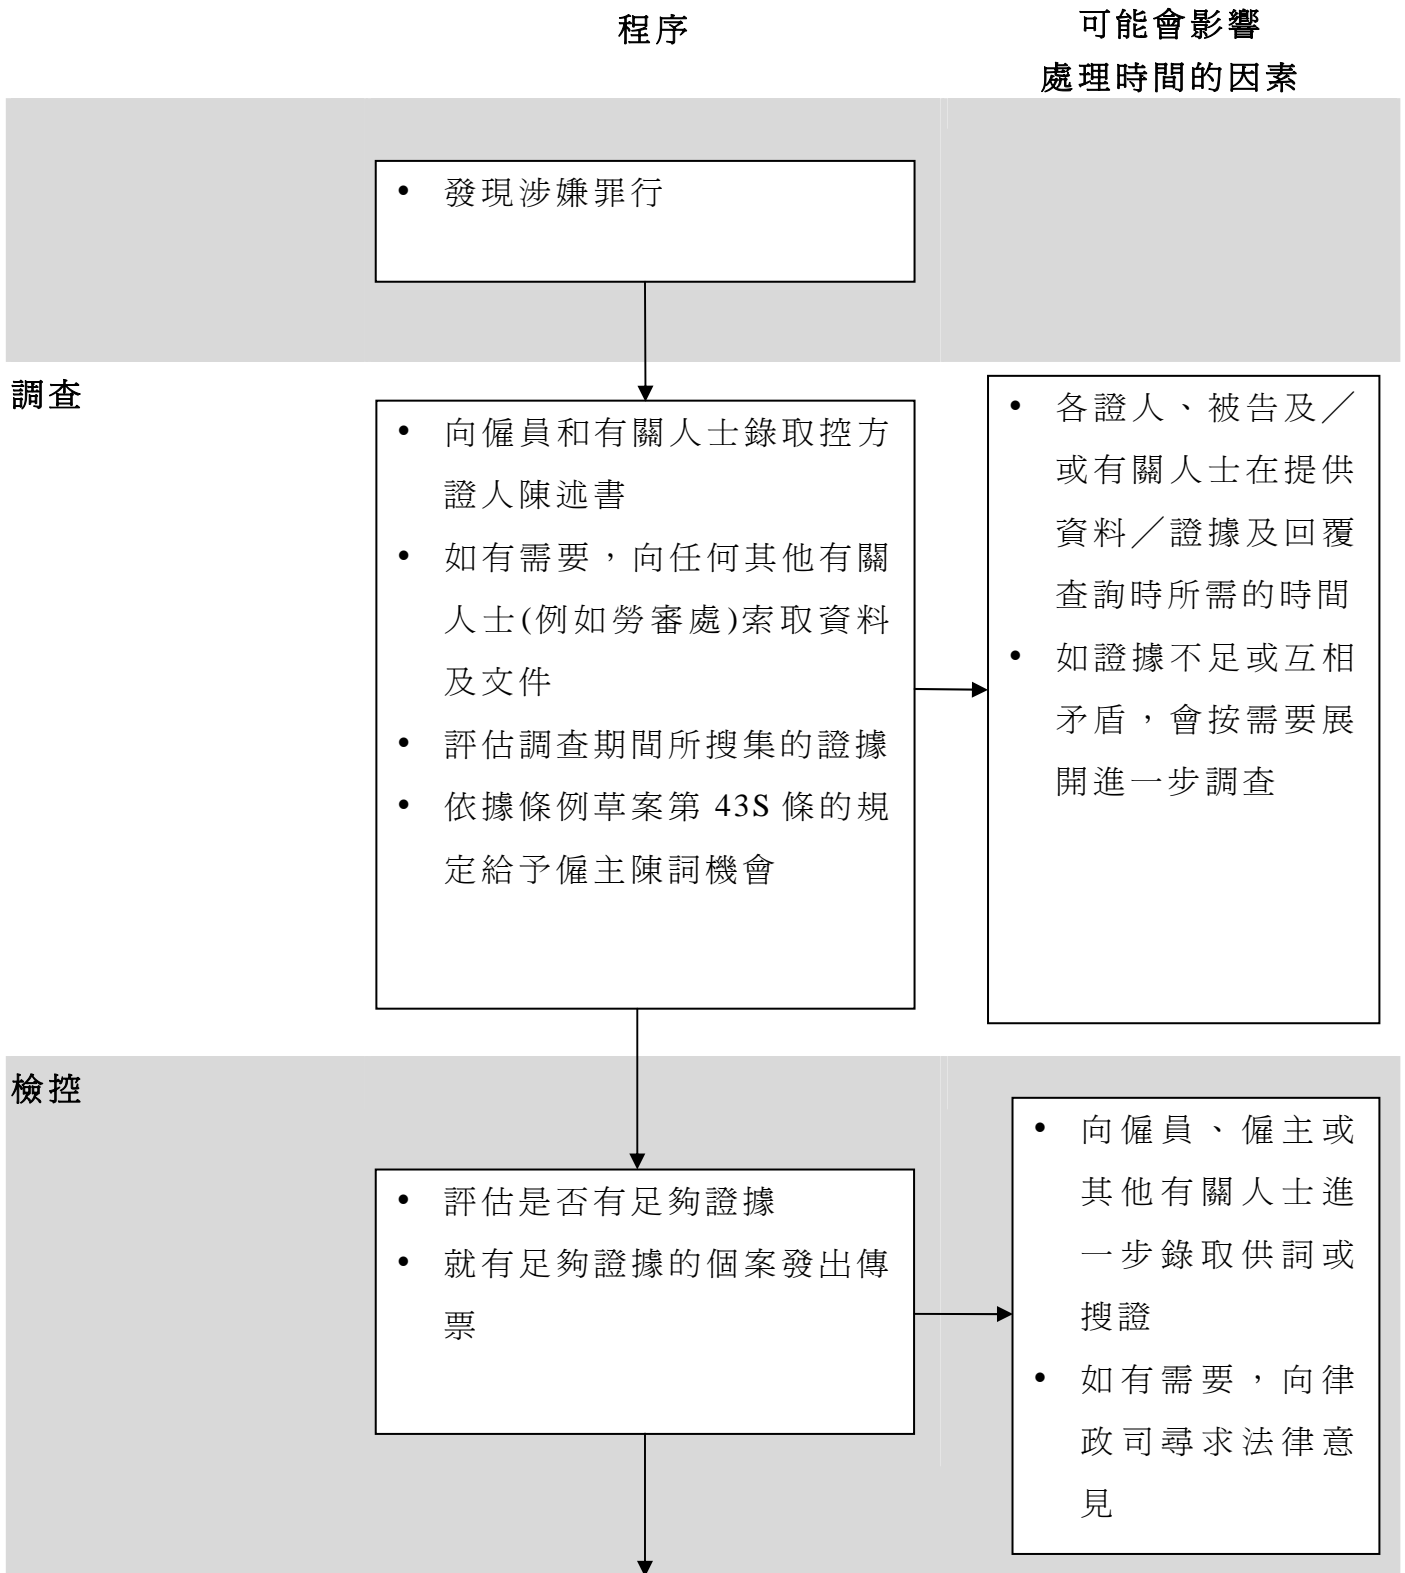 程序
可能會影響
處理時間的因素
• 發現涉嫌罪行
調查
• 向僱員和有關人士錄取控方
證人陳述書
• 如有需要，向任何其他有關
人士(例如勞審處)索取資料
及文件
• 評估調查期間所搜集的證據
• 依據條例草案第 43S 條的規
定給予僱主陳詞機會
• 各證人、被告及／
或有關人士在提供
資料／證據及回覆
查詢時所需的時間
• 如證據不足或互相
矛盾，會按需要展
開進一步調查
檢控
• 評估是否有足夠證據
• 就有足夠證據的個案發出傳
票
• 向僱員、僱主或
其他有關人士進
一步錄取供詞或
搜證
• 如有需要，向律
政司尋求法律意
見